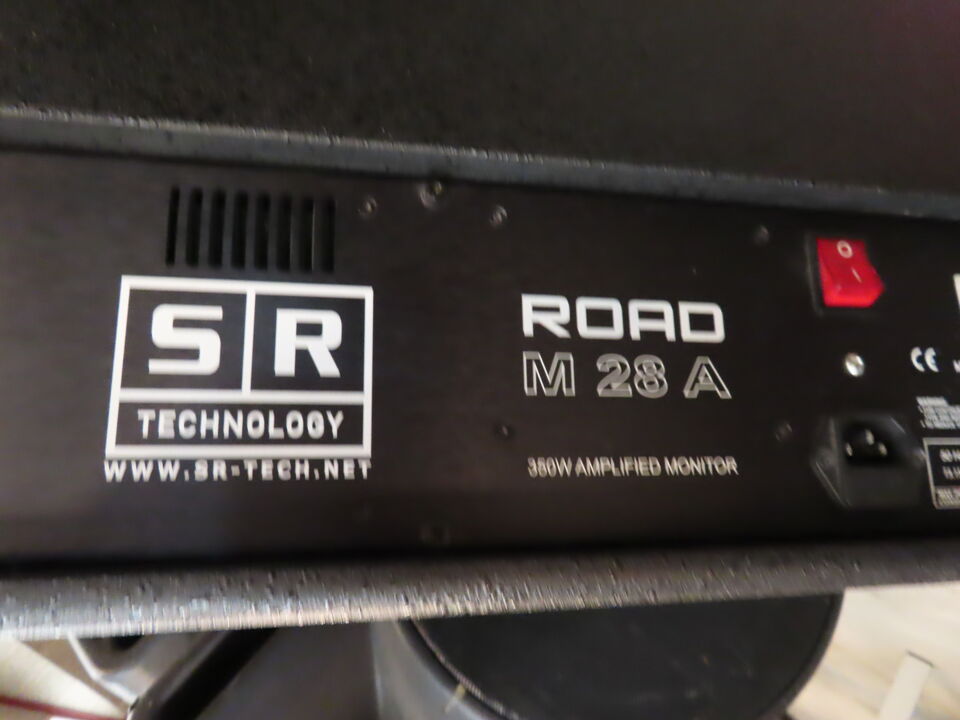 SR
TECHNOLOGY
WWW.SR-TECH.NET
ROAD
M 28 A
350W AMPLIFIED MONITOR
O
I
CE